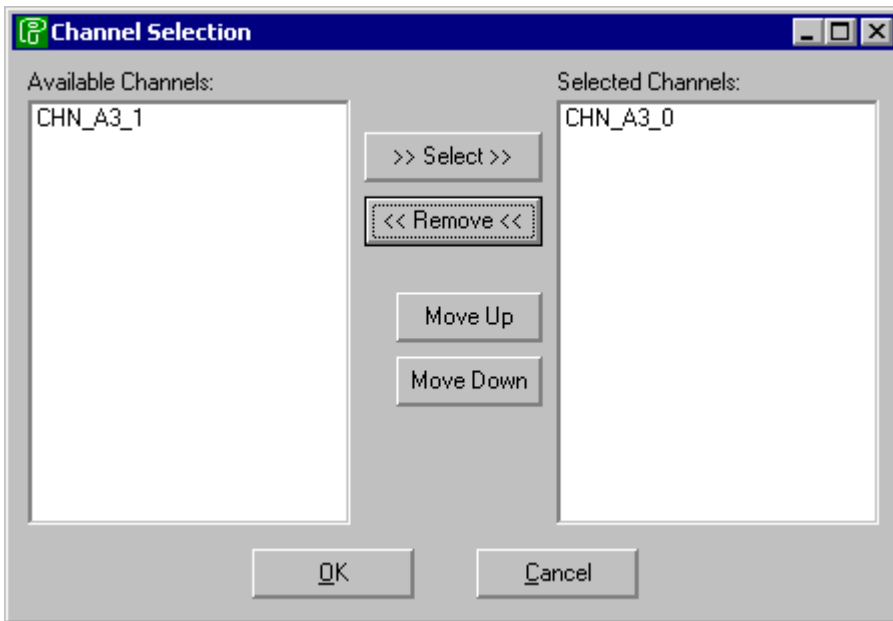 Channel Selection
Available Channels:
CHN_A3_1
>> Select >>
<< Remove <<
Move Up
Move Down
Selected Channels:
CHN_A3_0
OK
Cancel